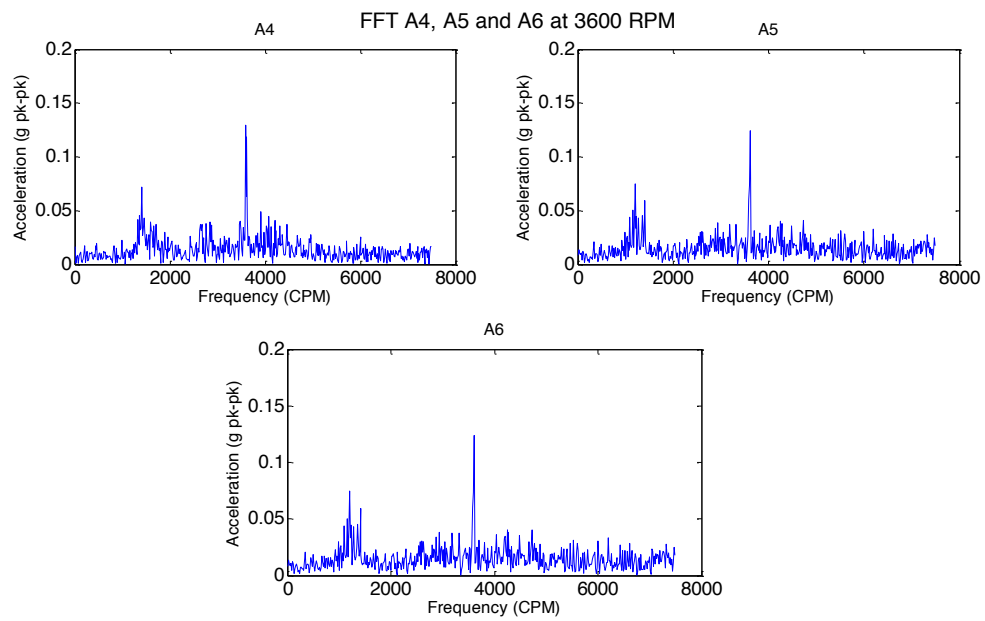 FFT A4, A5 and A6 at 3600 RPM
A4
Acceleration (g pk-pk)
0.2
0.15
0.1
0.05
0
0 2000 4000 6000 8000
Frequency (CPM)
A5
Acceleration (g pk-pk)
0.2
0.15
0.1
0.05
0
0 2000 4000 6000 8000
Frequency (CPM)
A6
Acceleration (g pk-pk)
0.2
0.15
0.1
0.05
0
0 2000 4000 6000 8000
Frequency (CPM)